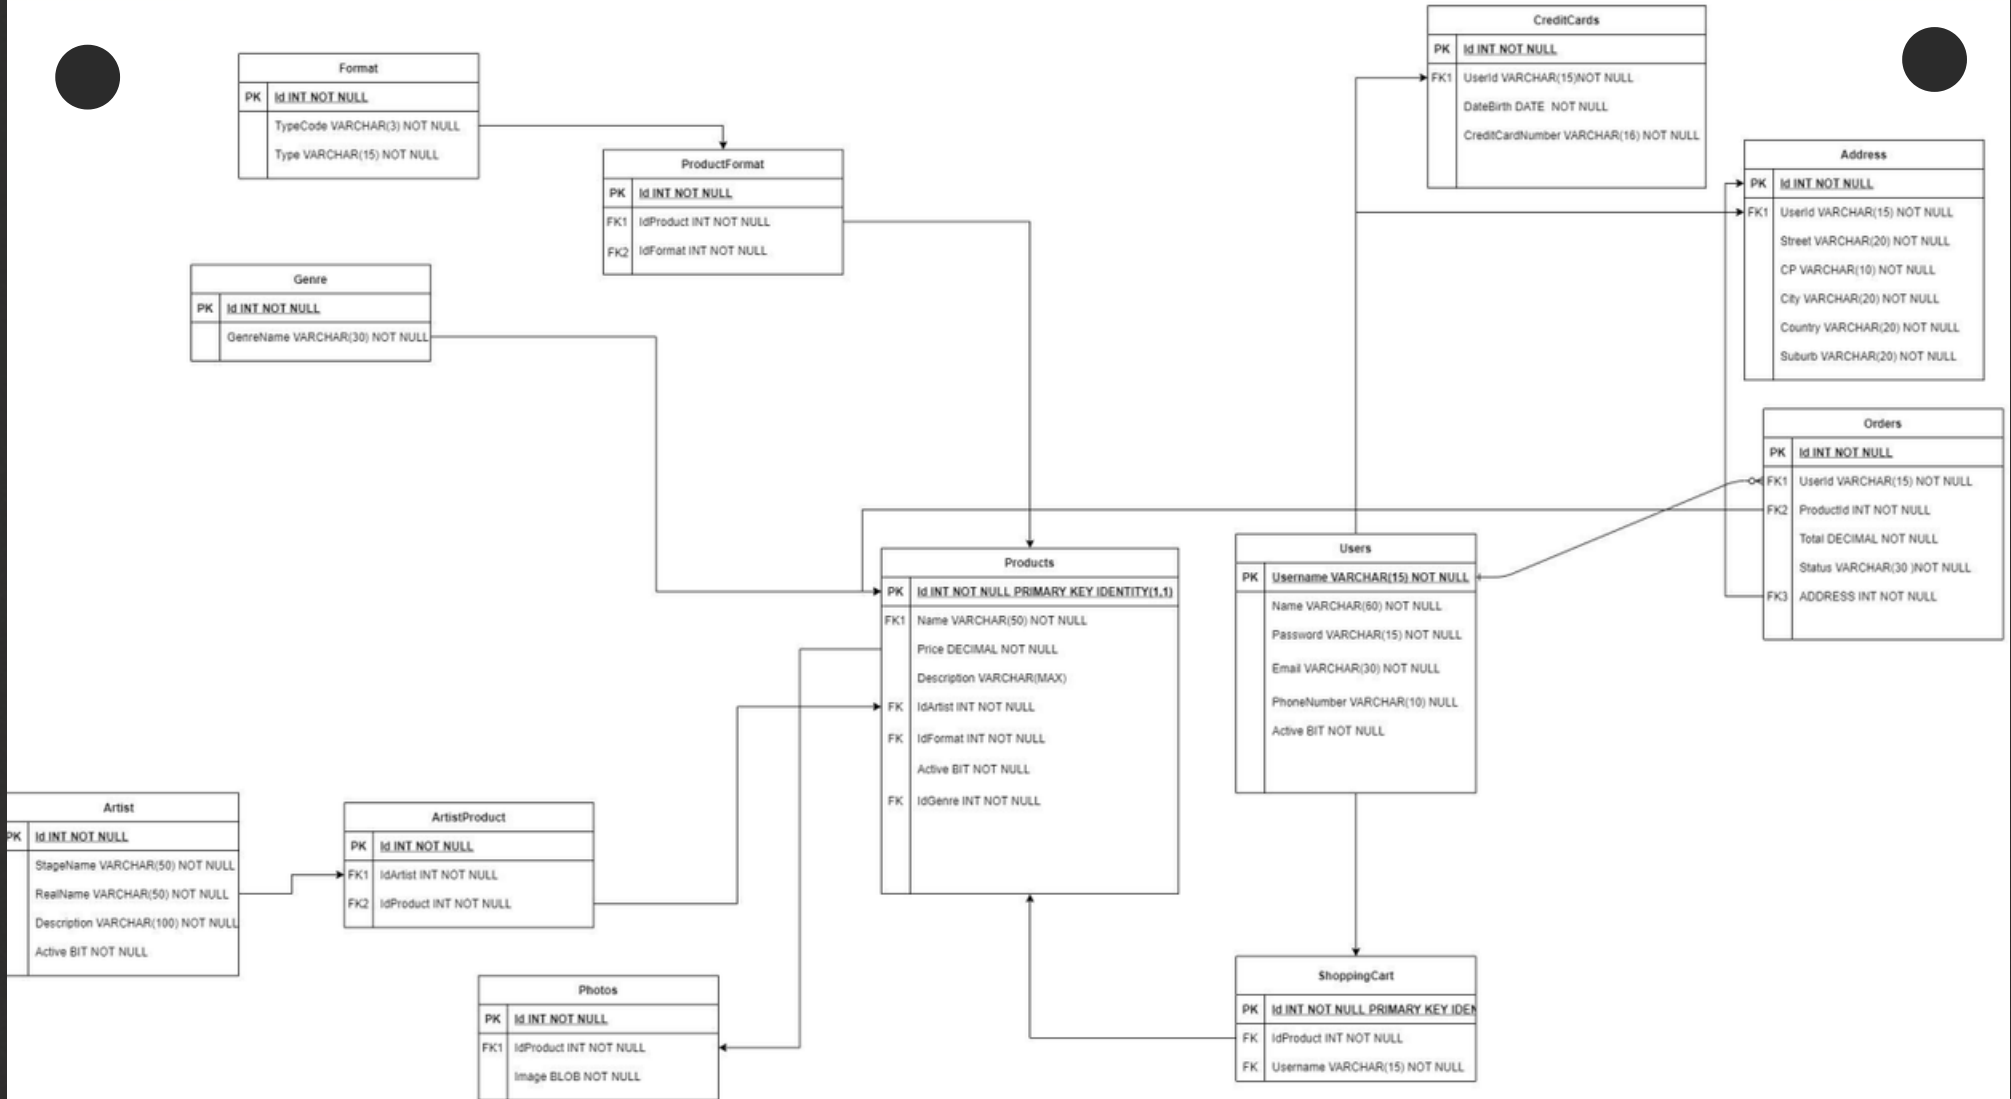 CreditCards
PK Id INT NOT NULL
FK1 UserId VARCHAR(15)NOT NULL
DateBirth DATE NOT NULL
CreditCardNumber VARCHAR(16) NOT NULL
Format
PK Id INT NOT NULL
TypeCode VARCHAR(3) NOT NULL
Type VARCHAR(15) NOT NULL
ProductFormat
PK Id INT NOT NULL
FK1 IdProduct INT NOT NULL
FK2 IdFormat INT NOT NULL
Address
PK Id INT NOT NULL
FK1 UserId VARCHAR(15) NOT NULL
Street VARCHAR(20) NOT NULL
CP VARCHAR(10) NOT NULL
City VARCHAR(20) NOT NULL
Country VARCHAR(20) NOT NULL
Suburb VARCHAR(20) NOT NULL
Genre
PK Id INT NOT NULL
GenreName VARCHAR(30) NOT NULL
Orders
PK Id INT NOT NULL
FK1 UserId VARCHAR(15) NOT NULL
FK2 ProductId INT NOT NULL
Total DECIMAL NOT NULL
Status VARCHAR(30 )NOT NULL
FK3 ADDRESS INT NOT NULL
Products
PK Id INT NOT NULL PRIMARY KEY IDENTITY(1,1)
FK1 Name VARCHAR(50) NOT NULL
Price DECIMAL NOT NULL
Description VARCHAR(MAX)
FK IdArtist INT NOT NULL
FK IdFormat INT NOT NULL
Active BIT NOT NULL
FK IdGenre INT NOT NULL
Users
PK Username VARCHAR(15) NOT NULL
Name VARCHAR(60) NOT NULL
Password VARCHAR(15) NOT NULL
Email VARCHAR(30) NOT NULL
PhoneNumber VARCHAR(10) NULL
Active BIT NOT NULL
Artist
PK Id INT NOT NULL
StageName VARCHAR(50) NOT NULL
RealName VARCHAR(50) NOT NULL
Description VARCHAR(100) NOT NULL
Active BIT NOT NULL
ArtistProduct
PK Id INT NOT NULL
FK1 IdArtist INT NOT NULL
FK2 IdProduct INT NOT NULL
Photos
PK Id INT NOT NULL
FK1 IdProduct INT NOT NULL
Image BLOB NOT NULL
ShoppingCart
PK Id INT NOT NULL PRIMARY KEY IDEN
FK IdProduct INT NOT NULL
FK Username VARCHAR(15) NOT NULL